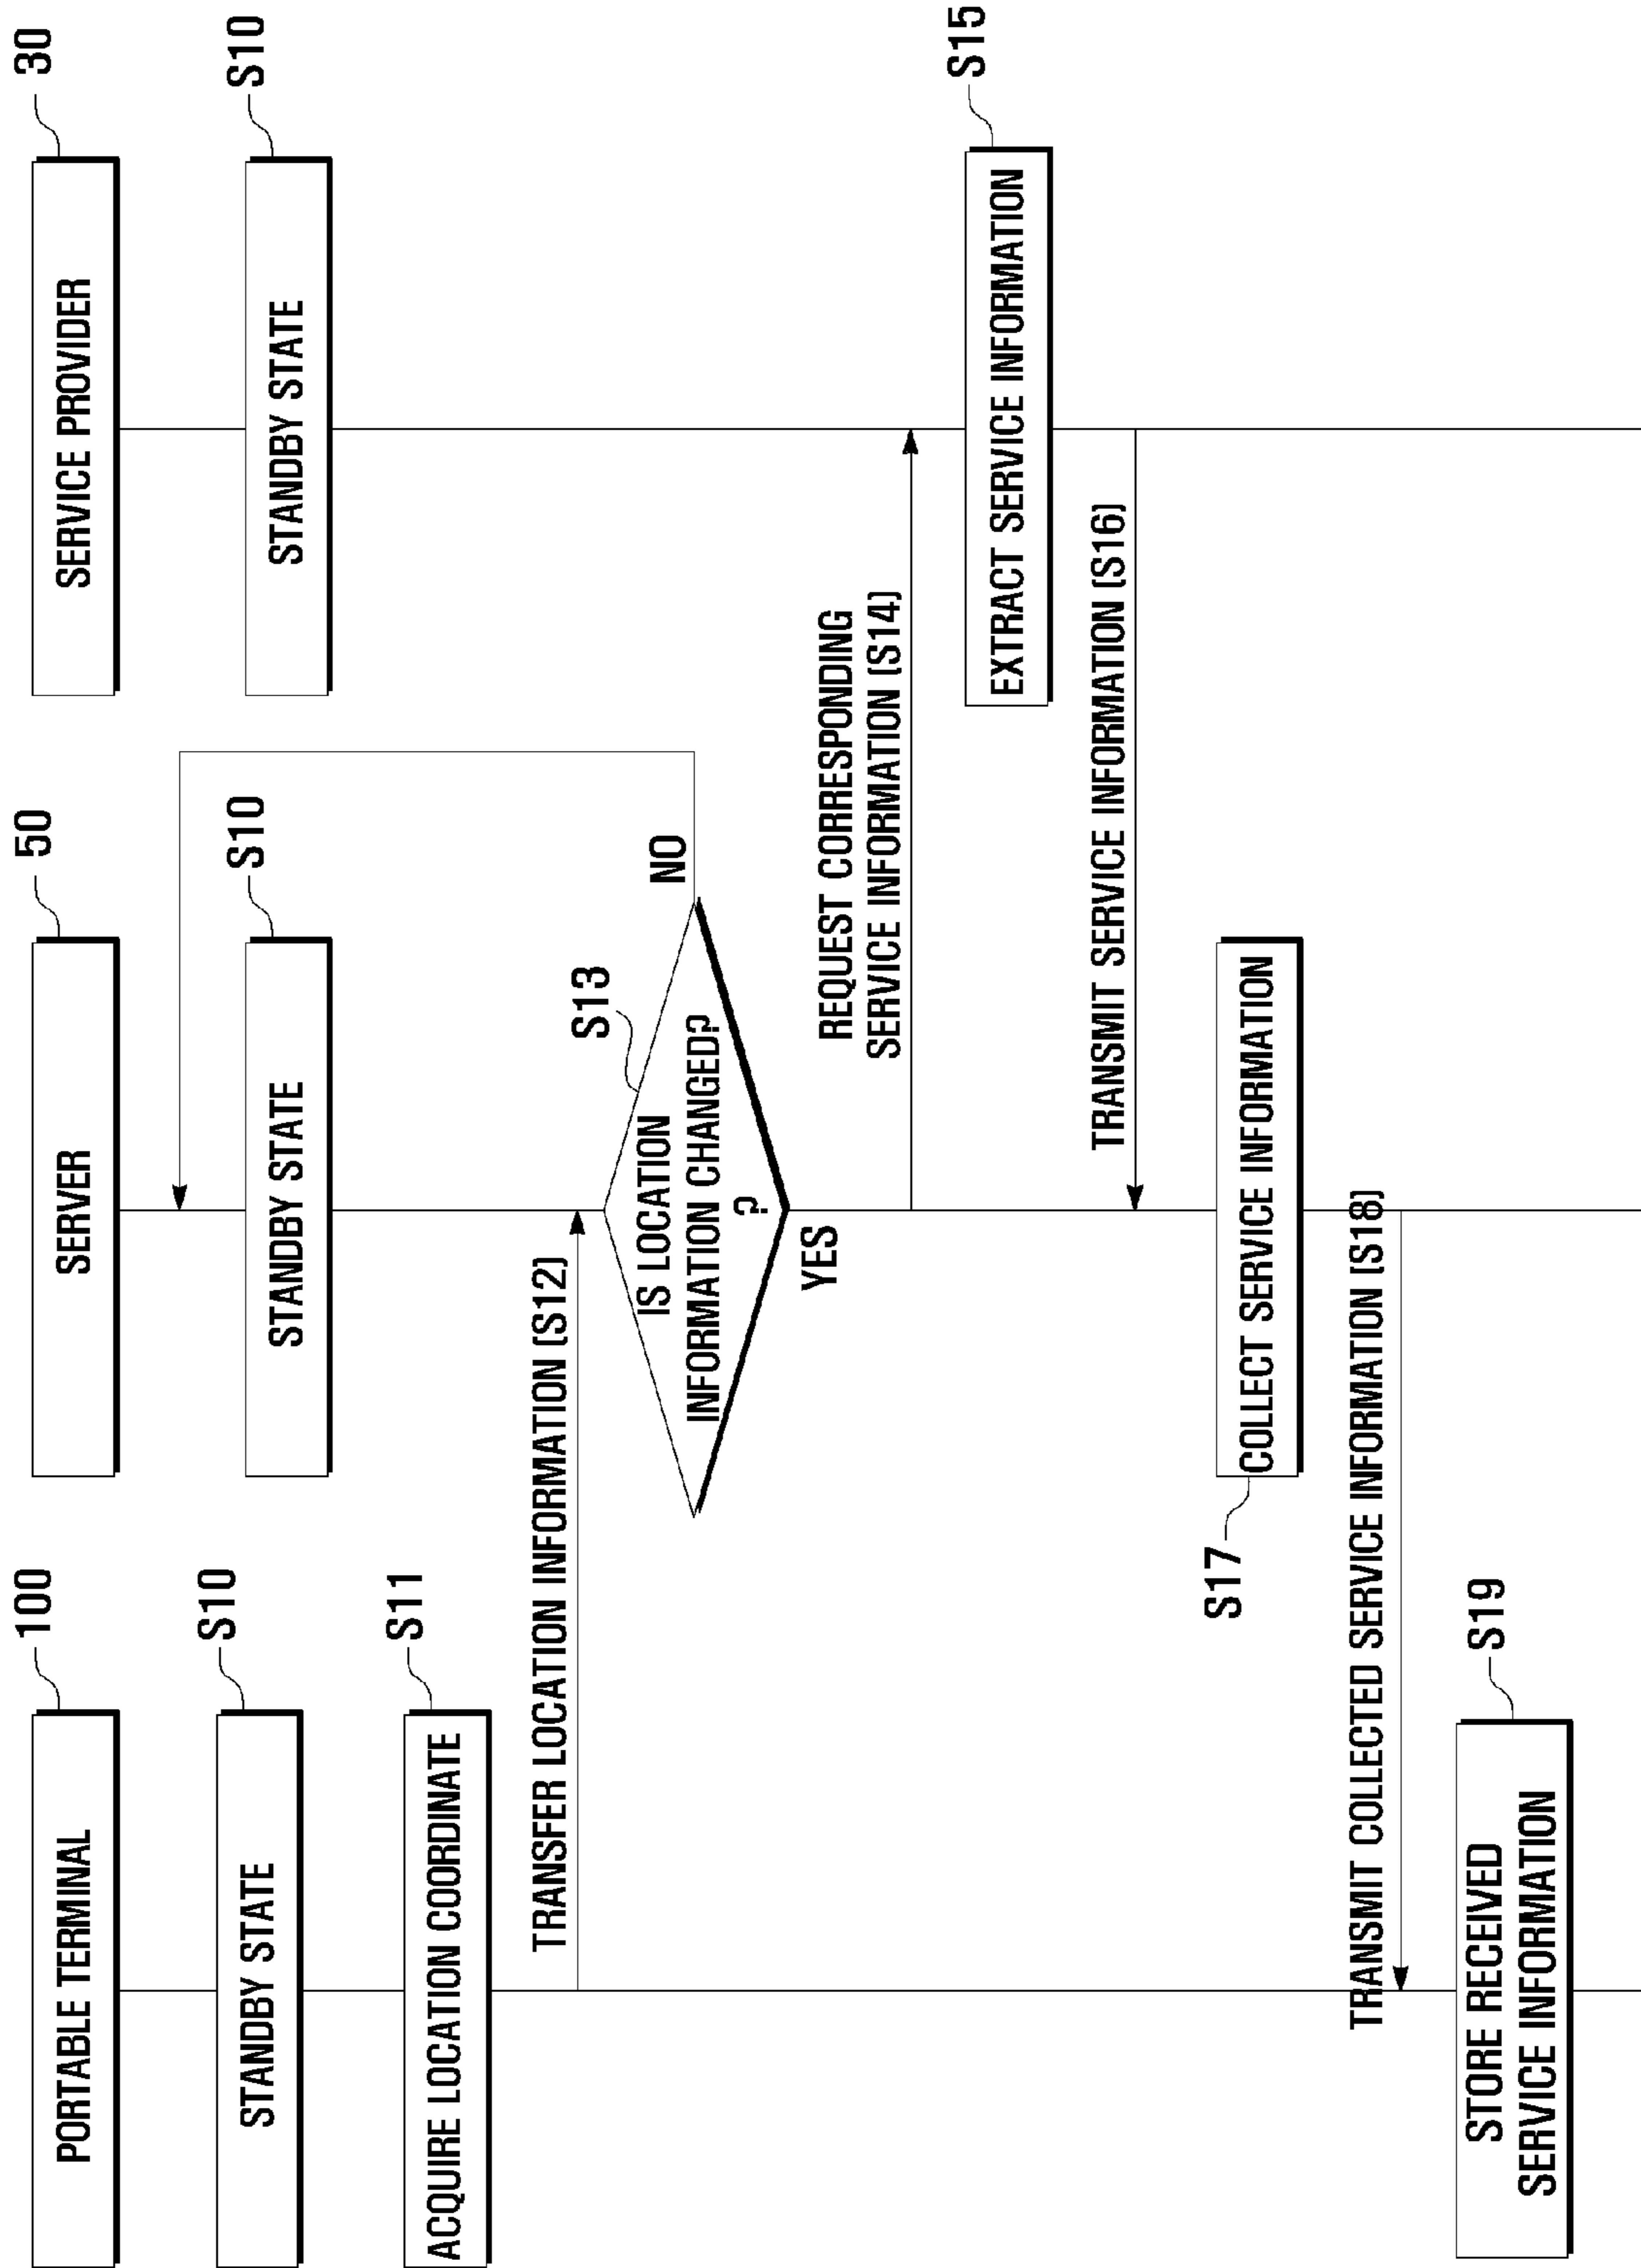 100
PORTABLE TERMINAL
50
SERVER
30
SERVICE PROVIDER
S10
STANDBY STATE
S10
STANDBY STATE
S10
STANDBY STATE
S11
ACQUIRE LOCATION COORDINATE
TRANSFER LOCATION INFORMATION (S12)
S13
IS LOCATION
INFORMATION CHANGED?
?
NO
YES
REQUEST CORRESPONDING
SERVICE INFORMATION (S14)
S15
EXTRACT SERVICE INFORMATION
TRANSMIT SERVICE INFORMATION (S16)
S17
COLLECT SERVICE INFORMATION
TRANSMIT COLLECTED SERVICE INFORMATION (S18)
S19
STORE RECEIVED
SERVICE INFORMATION